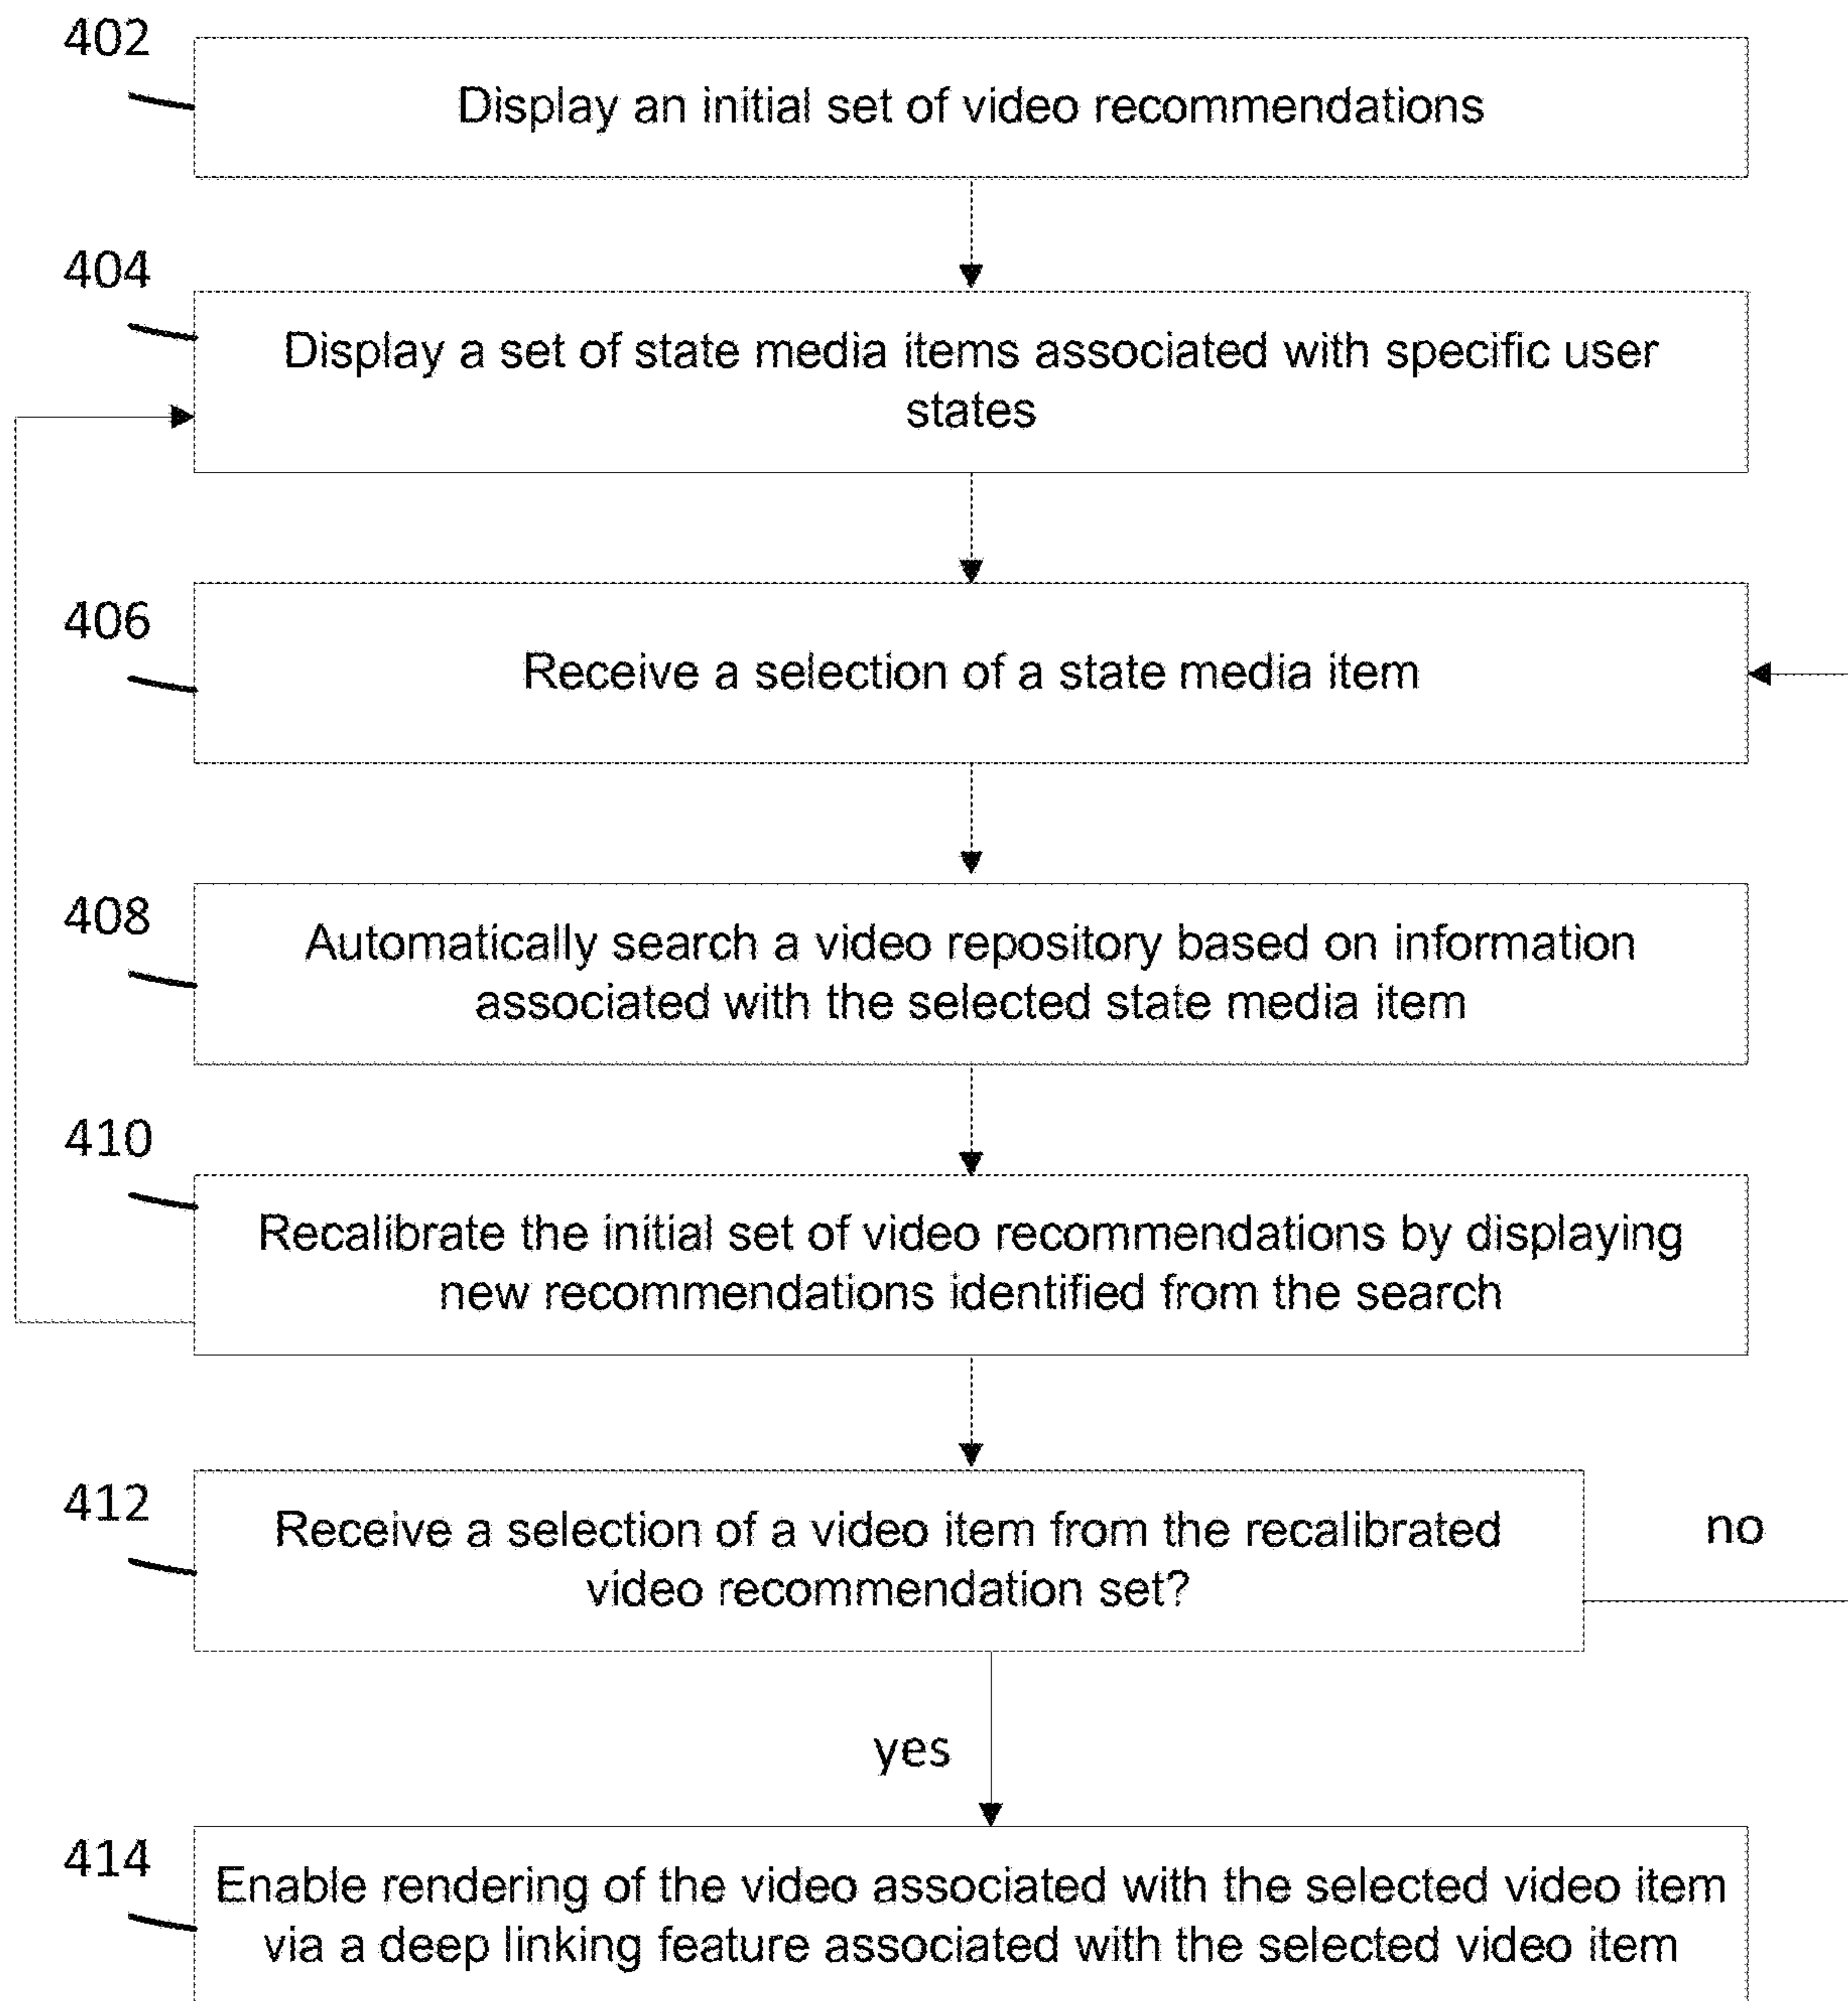 402
Display an initial set of video recommendations
404
Display a set of state media items associated with specific user
states
406
Receive a selection of a state media item
408
Automatically search a video repository based on information
associated with the selected state media item
410
Recalibrate the initial set of video recommendations by displaying
new recommendations identified from the search
412
Receive a selection of a video item from the recalibrated
video recommendation set?
no
yes
414
Enable rendering of the video associated with the selected video item
via a deep linking feature associated with the selected video item